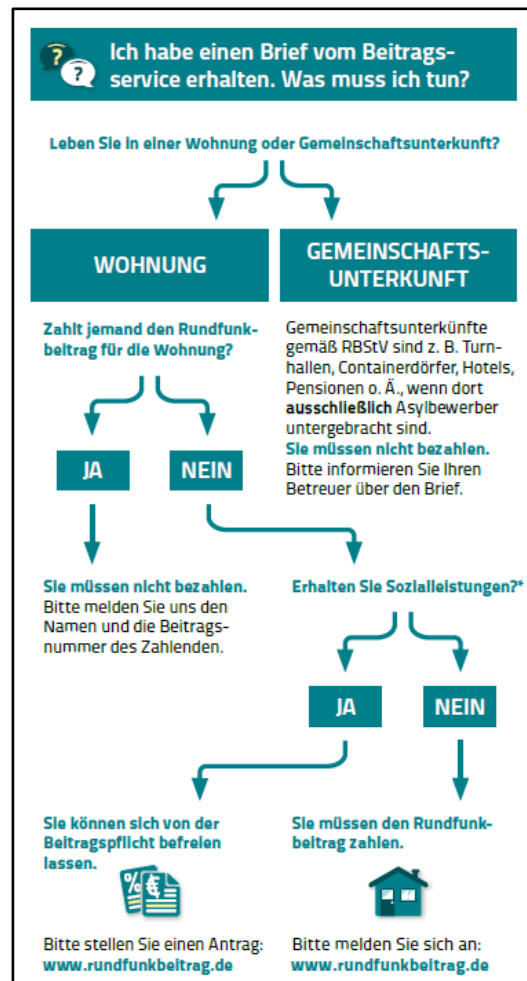 ? ?
Ich habe einen Brief vom Beitrags-
service erhalten. Was muss ich tun?
Leben Sie in einer Wohnung oder Gemeinschaftsunterkunft?
WOHNUNG
Zahlt jemand den Rundfunk-
beitrag für die Wohnung?
GEMEINSCHAFTS-
UNTERKUNFT
Gemeinschaftsunterkünfte
gemäß RBStV sind z. B. Turn-
hallen, Containerdörfer, Hotels,
Pensionen o. Ä., wenn dort
ausschließlich Asylbewerber
untergebracht sind.
Sie müssen nicht bezahlen.
Bitte informieren Sie Ihren
Betreuer über den Brief.
JA
NEIN
Sie müssen nicht bezahlen.
Bitte melden Sie uns den
Namen und die Beitrags-
nummer des Zahlenden.
Erhalten Sie Sozialleistungen?*
JA
NEIN
Sie können sich von der
Beitragspflicht befreien
lassen.
% €
Bitte stellen Sie einen Antrag:
www.rundfunkbeitrag.de
Sie müssen den Rundfunk-
beitrag zahlen.
Bitte melden Sie sich an:
www.rundfunkbeitrag.de